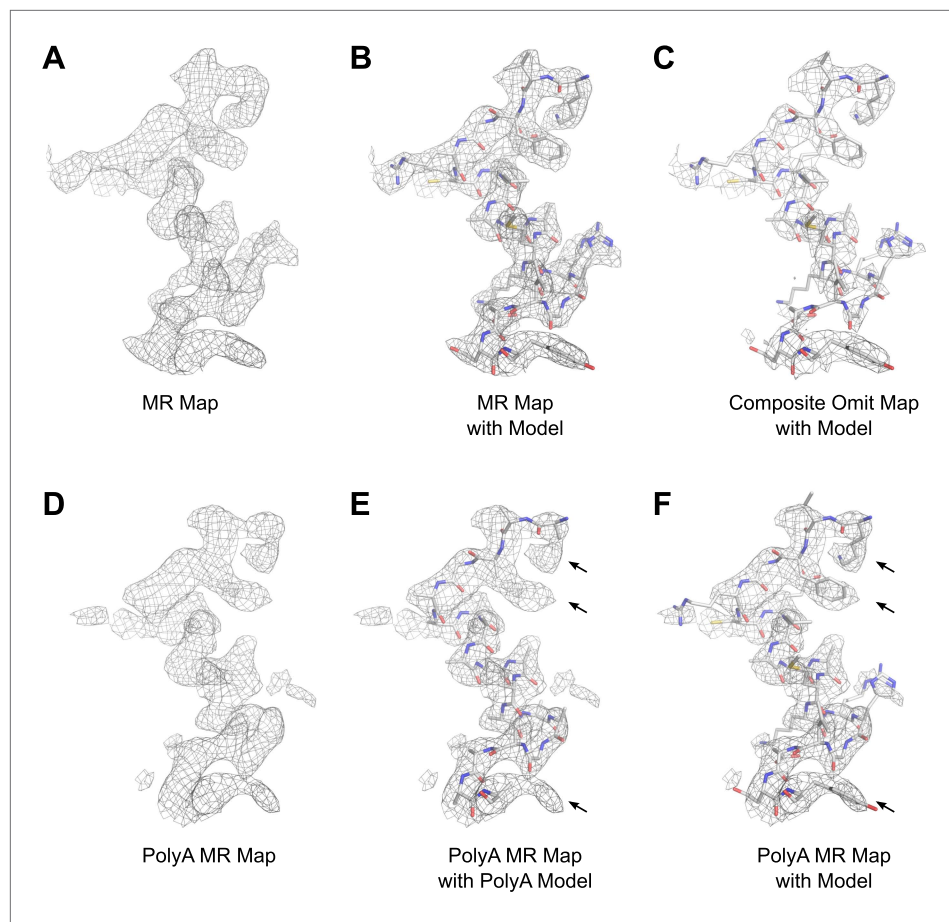 A
B
C
MR Map
MR Map
with Model
Composite Omit Map
with Model
D
E
F
PolyA MR Map
PolyA MR Map
with PolyA Model
PolyA MR Map
with Model